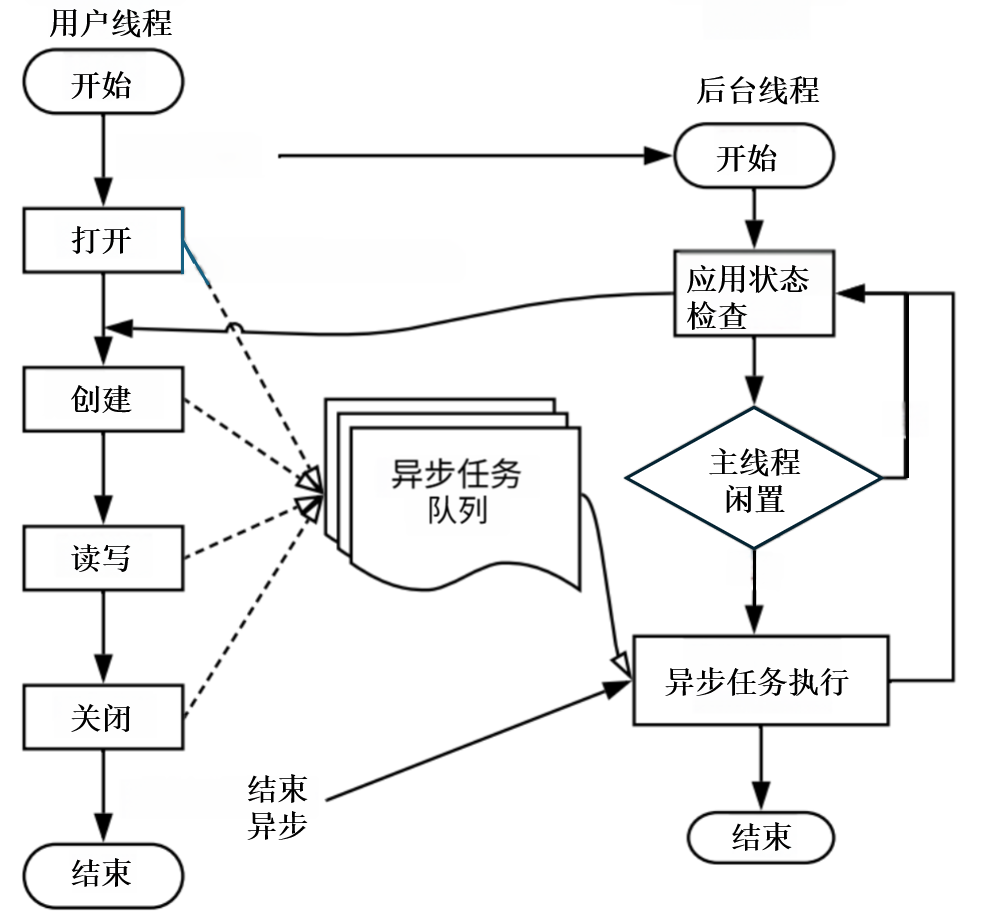 用户线程
开始
打开
创建
读写
关闭
结束
异步任务
队列
结束
异步
后台线程
开始
应用状态
检查
主线程
闲置
异步任务执行
结束